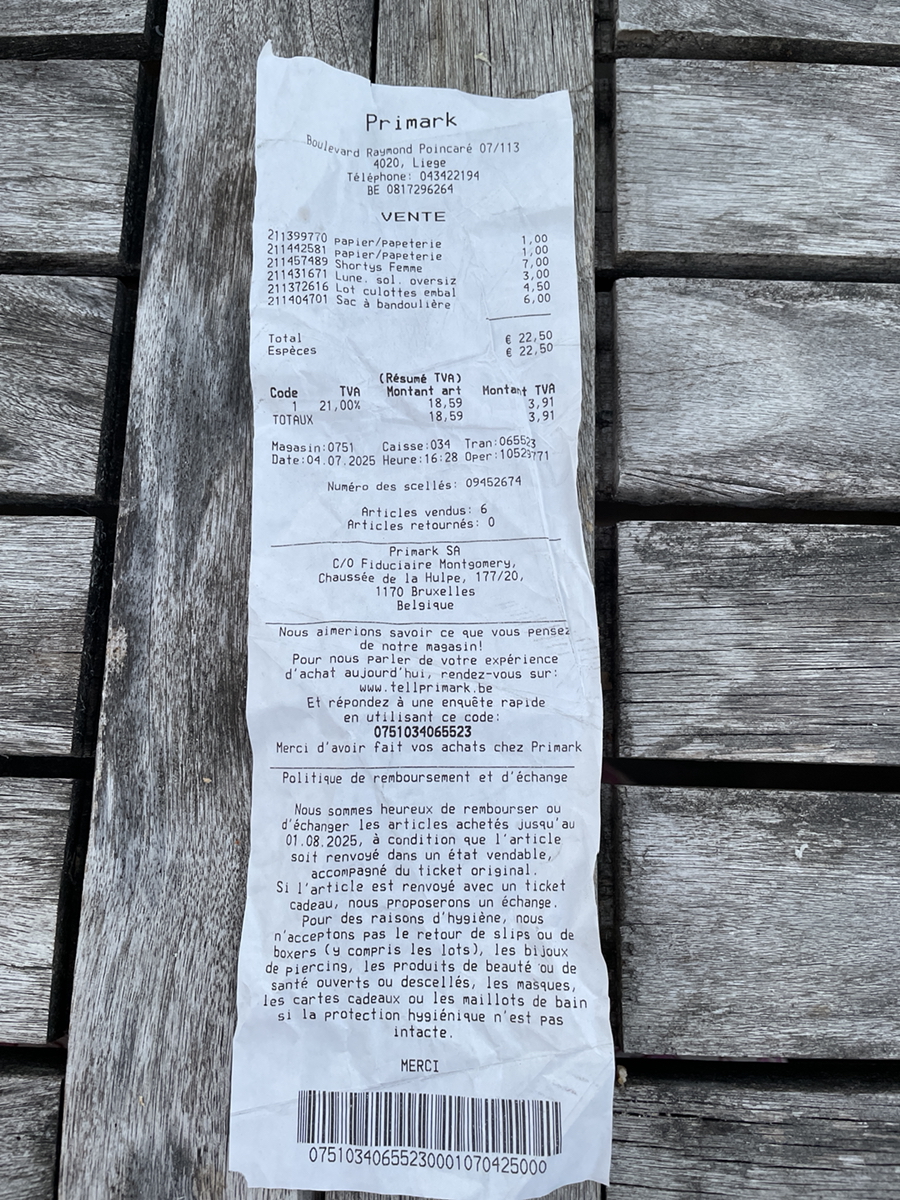 Primark
Boulevard Raymond Poincaré 07/113
4020, Liege
Téléphone: 043422194
BE 0817296264
VENTE
211399770 papier/papeterie 1,00
211442581 papier/papeterie 1,00
211457489 Shortys Femme 7,00
211431671 Lune. sol. oversiz 3,00
211372616 Lot culottes embal 4,50
211404701 Sac à bandoulière 6,00
Total € 22,50
Espèces € 22,50
(Résumé TVA)
Code TVA Montant art Montant TVA
1 21,00% 18,59 3,91
TOTAUX 18,59 3,91
Magasin:0751 Caisse:034 Tran:065523
Date:04.07.2025 Heure:16:28
Numéro des scellés: 09452674
Articles vendus: 6
Articles retournés: 0
Primark SA
C/O Fiduciaire Montgomery,
Chaussée de la Hulpe, 177/20,
1170 Bruxelles
Belgique
Nous aimerions savoir ce que vous pensez
de notre magasin!
Pour nous parler de votre expérience
d'achat aujourd'hui, rendez-vous sur:
www.tellprimark.be
Et répondez à une enquête rapide
en utilisant ce code:
0751034065523
Merci d'avoir fait vos achats chez Primark
Politique de remboursement et d'échange
Nous sommes heureux de rembourser ou
d'échanger les articles achetés jusqu'au
01.08.2025, à condition que l'article
soit renvoyé dans un état vendable,
accompagné du ticket original.
Si l'article est renvoyé avec un ticket
cadeau, nous proposerons un échange.
Pour des raisons d'hygiène, nous
n'acceptons pas le retour de slips ou de
boxers (y compris les lots), les bijoux
de piercing, les produits de beauté ou de
santé ouverts ou descellés, les masques,
les cartes cadeaux ou les maillots de bain
si la protection hygiénique n'est pas
intacte.
MERCI
07510340655230001070425000